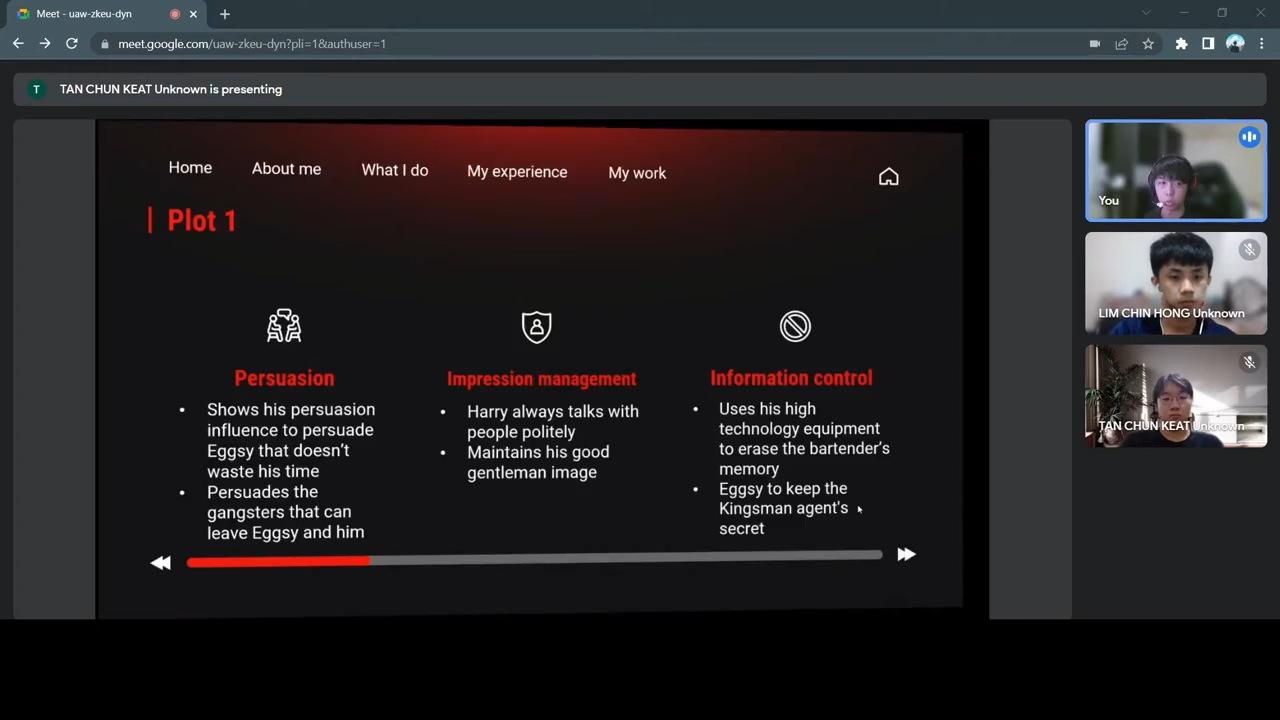 Meet - uaw-zkeu-dyn
meet.google.com/uaw-zkeu-dyn?pli=1&authuser=1
T
TAN CHUN KEAT Unknown is presenting
Home
About me
What I do
My experience
My work
Plot 1
Persuasion
• Shows his persuasion
influence to persuade
Eggsy that doesn't
waste his time
• Persuades the
gangsters that can
leave Eggsy and him
Impression management
• Harry always talks with
people politely
• Maintains his good
gentleman image
Information control
• Uses his high
technology equipment
to erase the bartender's
memory
• Eggsy to keep the
Kingsman agent's
secret
You
LIM CHIN HONG Unknown
TAN CHUN KEAT Unknown